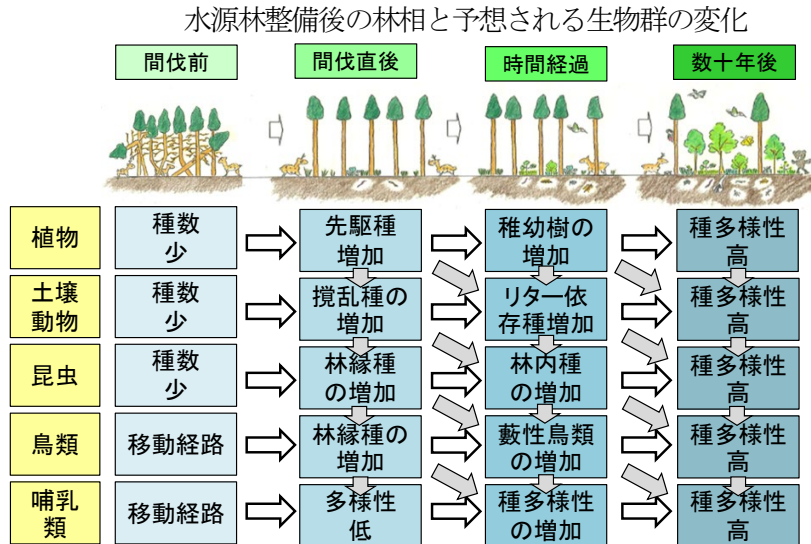 水源林整備後の林相と予想される生物群の変化
間伐前
間伐直後
時間経過
数十年後
植物
種数
少
先駆種
増加
稚幼樹の
増加
種多様性
高
土壌
動物
種数
少
撹乱種の
増加
リター依
存種増加
種多様性
高
昆虫
種数
少
林縁種
の増加
林内種
の増加
種多様性
高
鳥類
移動経路
林縁種の
増加
藪性鳥類
の増加
種多様性
高
哺乳
類
移動経路
多様性
低
種多様性
の増加
種多様性
高